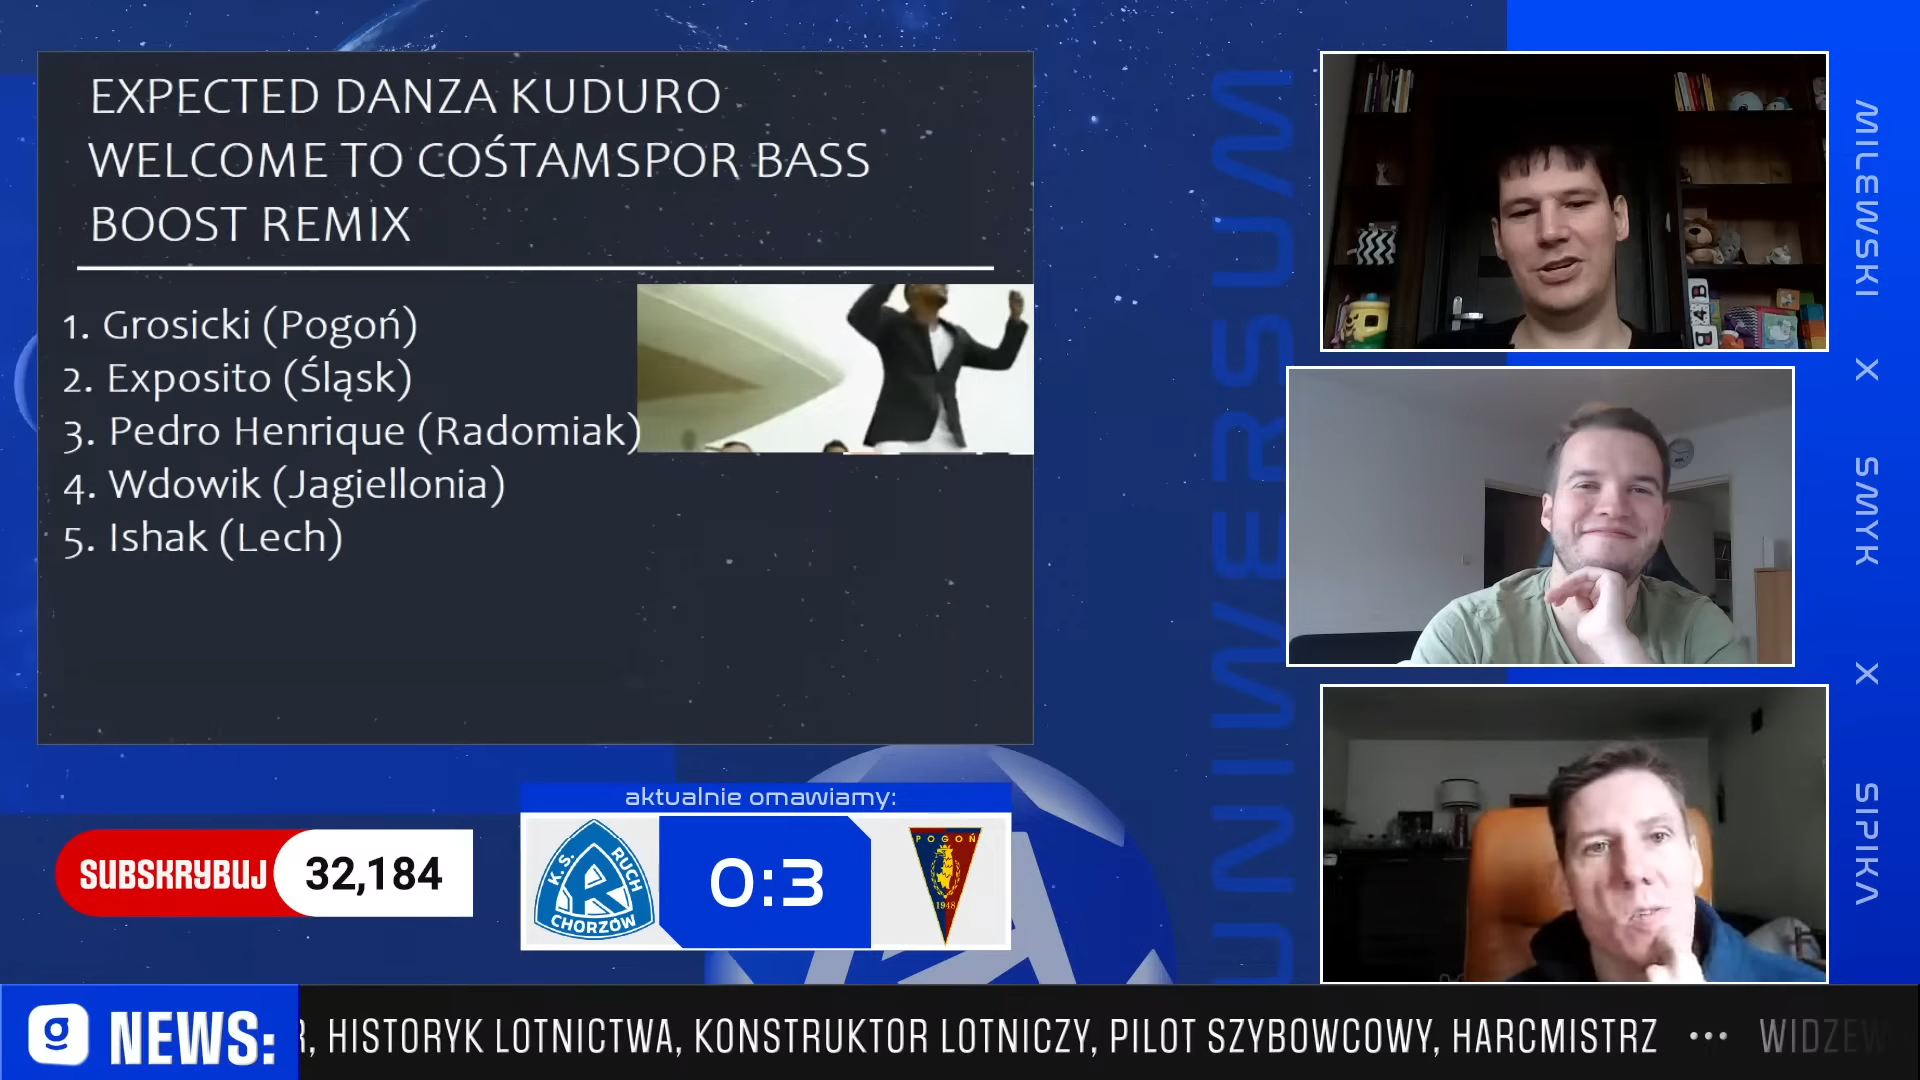 EXPECTED DANZA KUDURO
WELCOME TO COŚTAMSPOR BASS
BOOST REMIX
1. Grosicki (Pogoń)
2. Exposito (Śląsk)
3. Pedro Henrique (Radomiak)
4. Wdowik (Jagiellonia)
5. Ishak (Lech)
UNIWERSUM
MILEWSKI X SMYK X SIPIKA
SUBSKRYBUJ 32,184
aktualnie omawiamy:
K.S. RUCH
CHORZÓW
0:3
POGOŃ
1948
g NEWS: R, HISTORYK LOTNICTWA, KONSTRUKTOR LOTNICZY, PILOT SZYBOWCOWY, HARCMISTRZ ••• WIDZEW